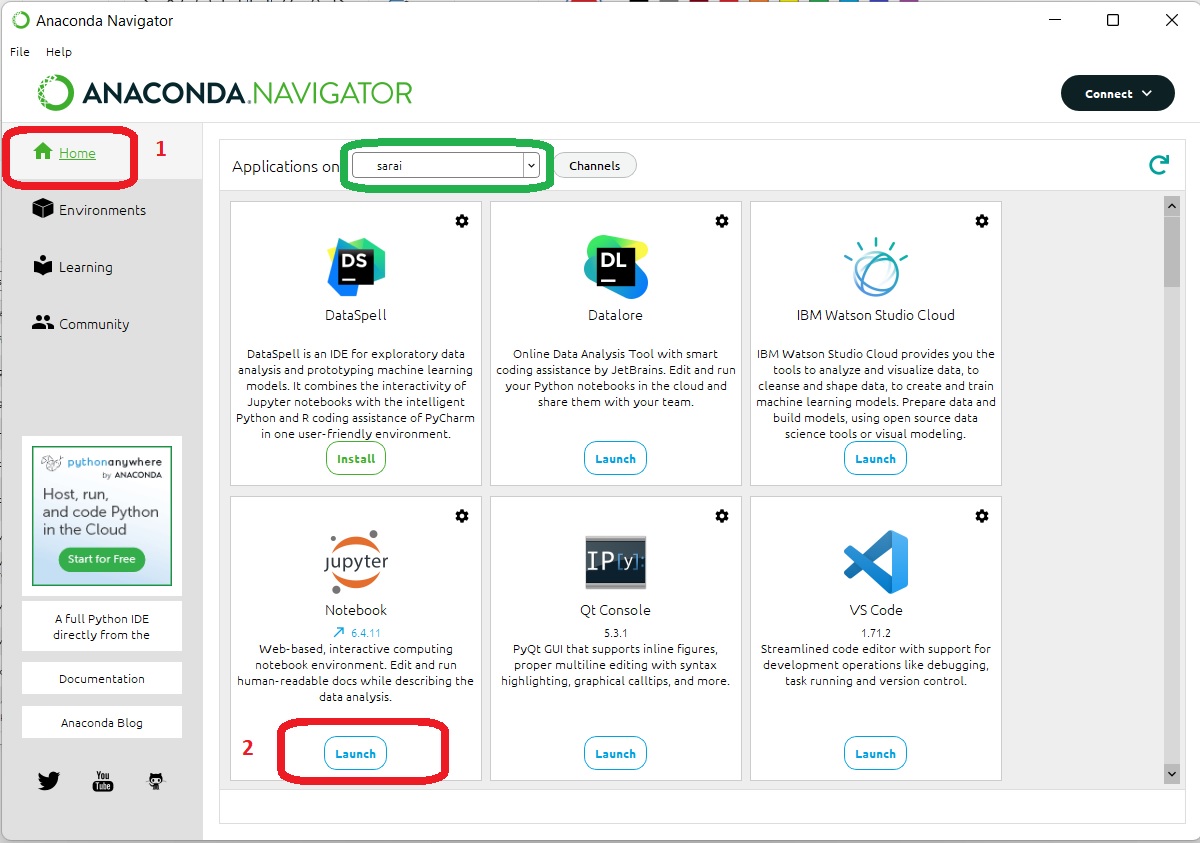 Anaconda Navigator
File Help
ANACONDA.NAVIGATOR
Connect
Home
1
Environments
Learning
Community
pythonanywhere
by ANACONDA
Host, run,
and code Python
in the Cloud
Start for Free
A full Python IDE
directly from the
Documentation
Anaconda Blog
You
Tube
Applications on
sarai
Channels
DS
DataSpell
DataSpell is an IDE for exploratory data
analysis and prototyping machine learning
models. It combines the interactivity of
Jupyter notebooks with the intelligent
Python and R coding assistance of PyCharm
in one user-friendly environment.
Install
DL
Datalore
Online Data Analysis Tool with smart
coding assistance by JetBrains. Edit and run
your Python notebooks in the cloud and
share them with your team.
Launch
IBM Watson Studio Cloud
IBM Watson Studio Cloud provides you the
tools to analyze and visualize data, to
cleanse and shape data, to create and train
machine learning models. Prepare data and
build models, using open source data
science tools or visual modeling.
Launch
jupyter
Notebook
6.4.11
Web-based, interactive computing
notebook environment. Edit and run
human-readable docs while describing the
data analysis.
2
Launch
IP[y]:
Qt Console
5.3.1
PyQt GUI that supports inline figures,
proper multiline editing with syntax
highlighting, graphical calltips, and more.
Launch
VS Code
1.71.2
Streamlined code editor with support for
development operations like debugging,
task running and version control.
Launch